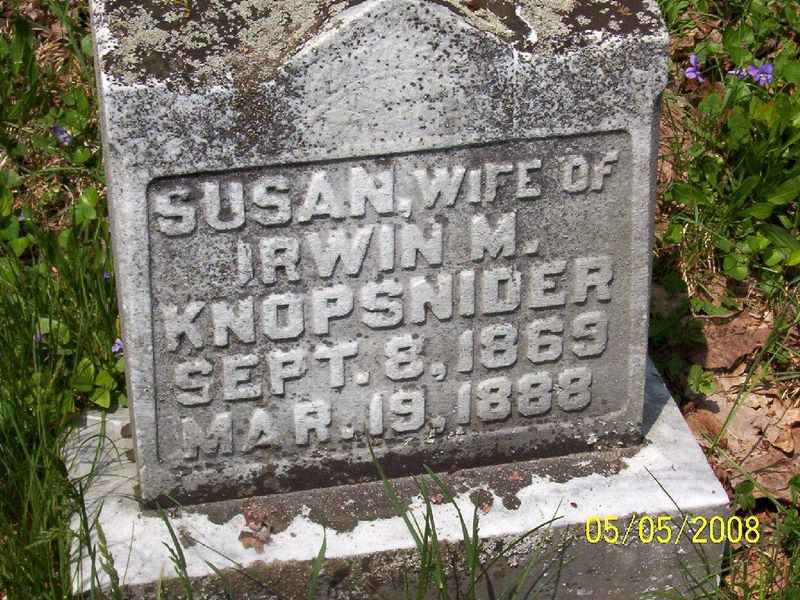 SUSAN, WIFE OF
IRWIN M.
KNOPSNIDER
SEPT. 8, 1869
MAR. 19, 1888
05/05/2008